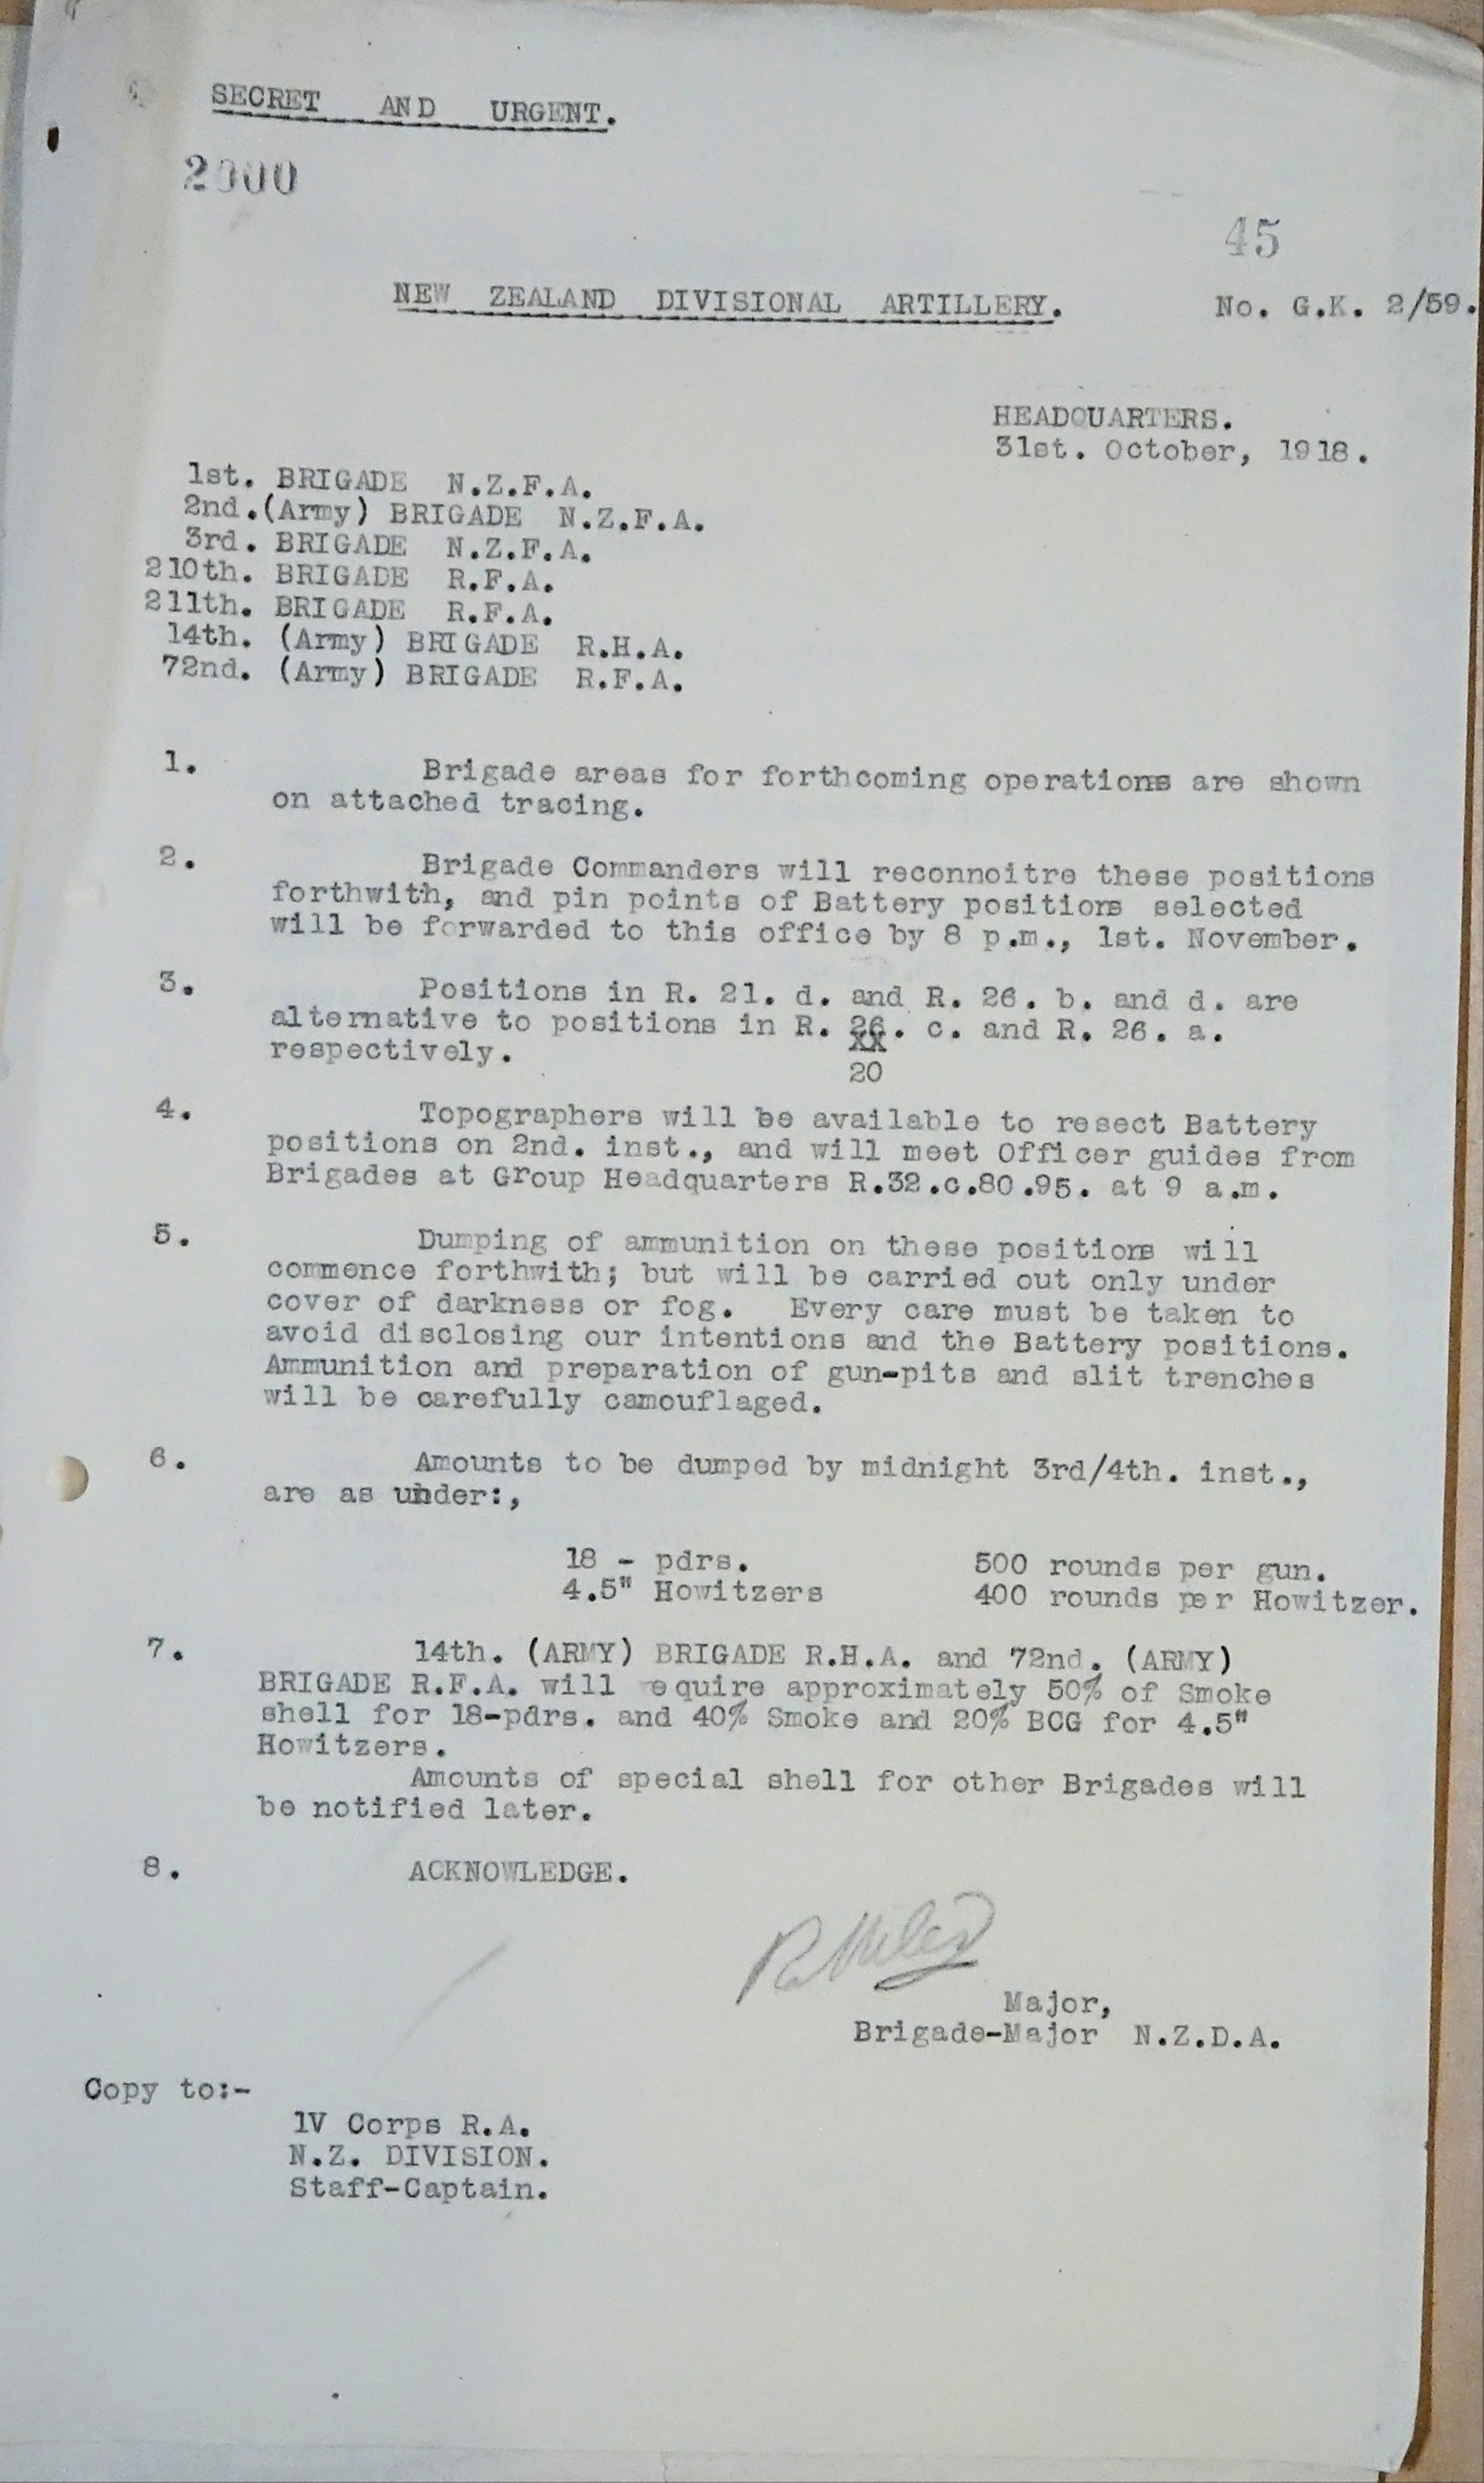 SECRET AND URGENT.
2000
45
NEW ZEALAND DIVISIONAL ARTILLERY.
No. G.K. 2/59.
HEADQUARTERS.
31st. October, 1918.
1st. BRIGADE N.Z.F.A.
2nd.(Army) BRIGADE N.Z.F.A.
3rd. BRIGADE N.Z.F.A.
210th. BRIGADE R.F.A.
211th. BRIGADE R.F.A.
14th. (Army) BRIGADE R.H.A.
72nd. (Army) BRIGADE R.F.A.
1. Brigade areas for forthcoming operations are shown
on attached tracing.
2. Brigade Commanders will reconnoitre these positions
forthwith, and pin points of Battery positions selected
will be forwarded to this office by 8 p.m., 1st. November.
3. Positions in R. 21. d. and R. 26. b. and d. are
alternative to positions in R. 26. c. and R. 26. a.
xx
respectively.
20
4. Topographers will be available to resect Battery
positions on 2nd. inst., and will meet Officer guides from
Brigades at Group Headquarters R.32.c.80.95. at 9 a.m.
5. Dumping of ammunition on these positions will
commence forthwith; but will be carried out only under
cover of darkness or fog. Every care must be taken to
avoid disclosing our intentions and the Battery positions.
Ammunition and preparation of gun-pits and slit trenches
will be carefully camouflaged.
6. Amounts to be dumped by midnight 3rd/4th. inst.,
are as under:,
18 - pdrs. 500 rounds per gun.
4.5" Howitzers 400 rounds per Howitzer.
7. 14th. (ARMY) BRIGADE R.H.A. and 72nd. (ARMY)
BRIGADE R.F.A. will require approximately 50% of Smoke
shell for 18-pdrs. and 40% Smoke and 20% BCG for 4.5"
Howitzers.
Amounts of special shell for other Brigades will
be notified later.
8. ACKNOWLEDGE.
Major,
Brigade-Major N.Z.D.A.
Copy to:-
1V Corps R.A.
N.Z. DIVISION.
Staff-Captain.